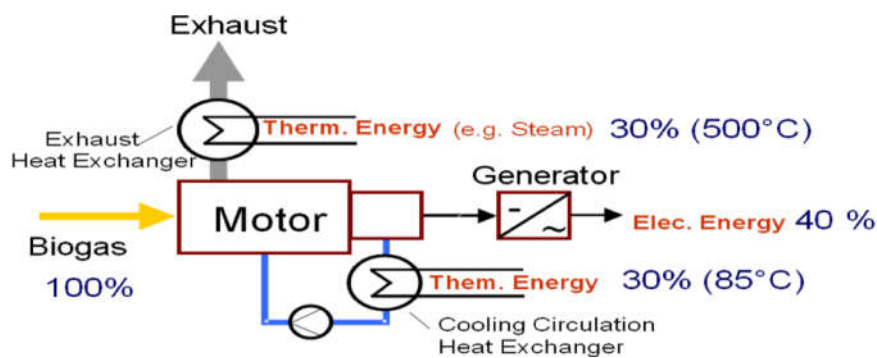 Exhaust
Therm. Energy (e.g. Steam) 30% (500°C)
Exhaust
Heat Exchanger
Generator
Motor
- ~
Elec. Energy 40 %
Biogas
100%
Them. Energy 30% (85°C)
Cooling Circulation
Heat Exchanger